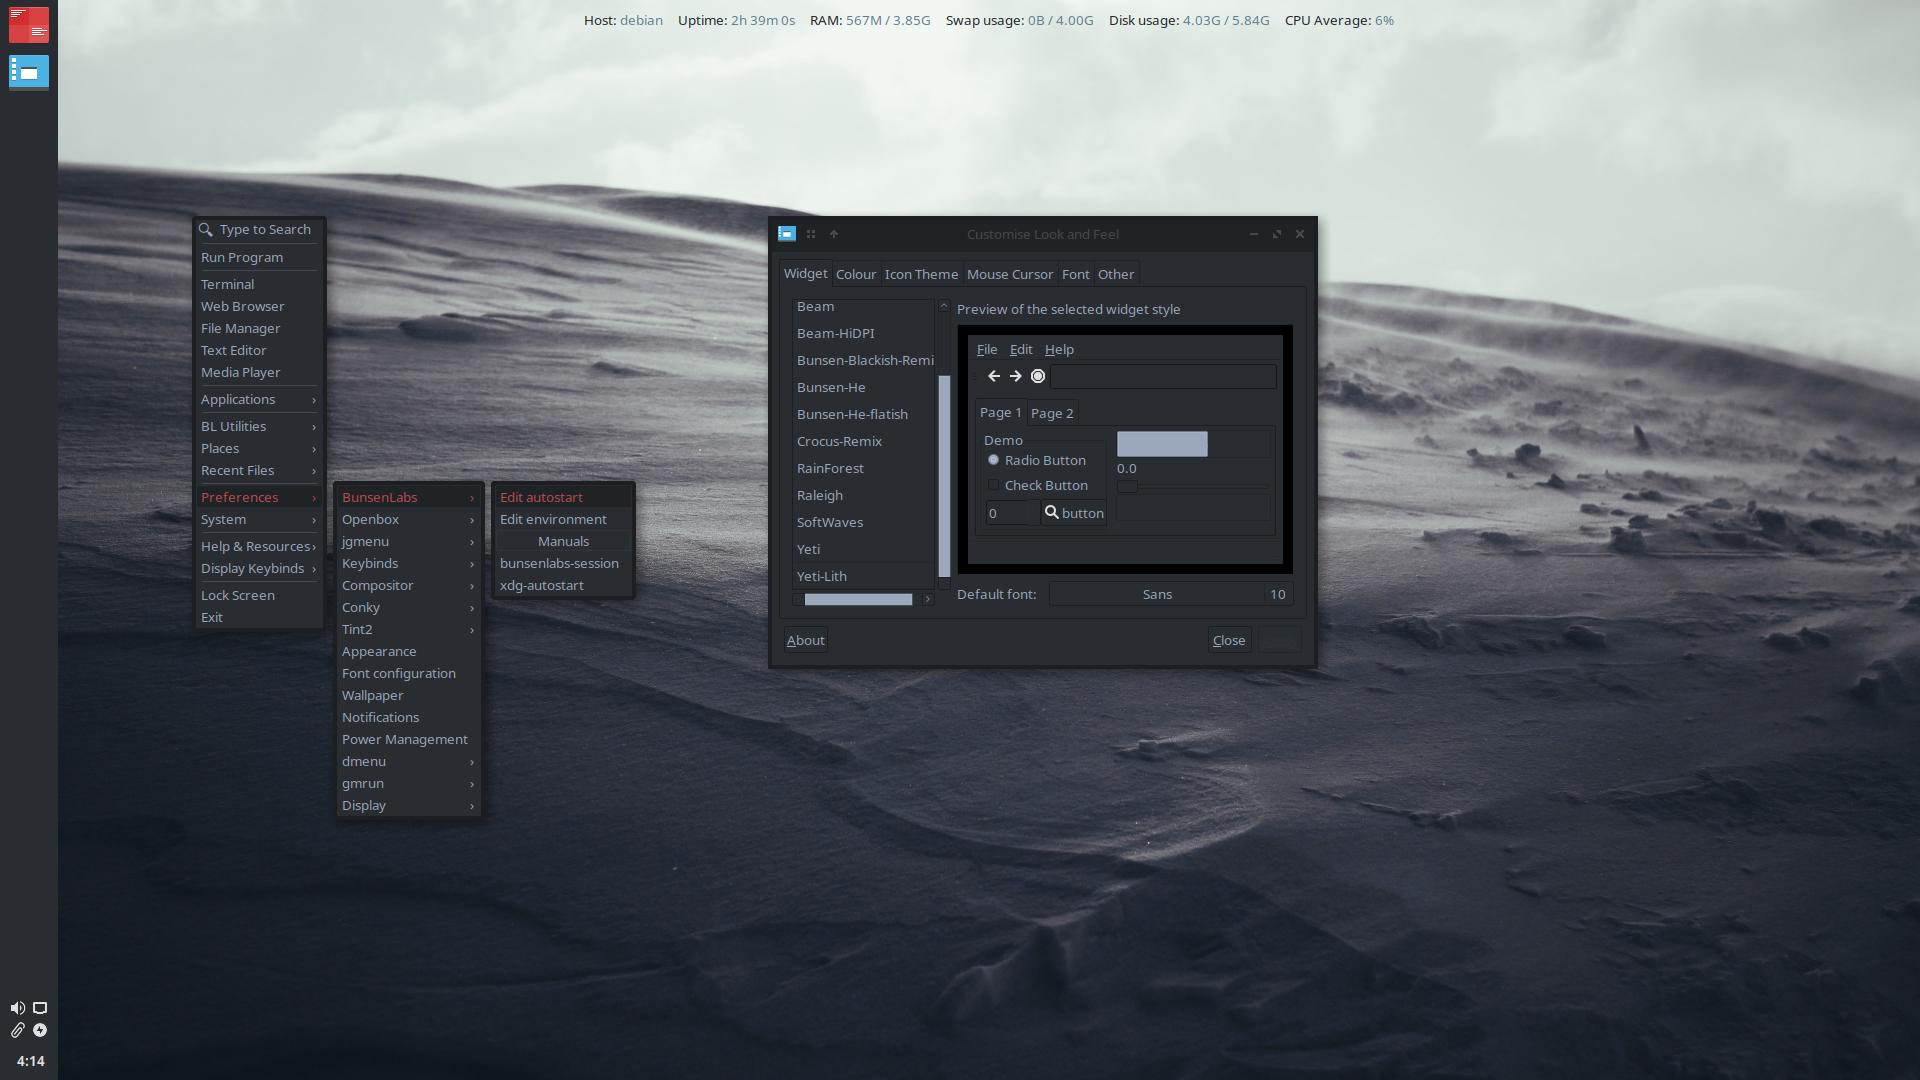 Host: debian Uptime: 2h 39m 0s RAM: 567M / 3.85G Swap usage: 0B / 4.00G Disk usage: 4.03G / 5.84G CPU Average: 6%
Type to Search
Run Program
Terminal
Web Browser
File Manager
Text Editor
Media Player
Applications ›
BL Utilities ›
Places ›
Recent Files ›
Preferences ›
System ›
Help & Resources ›
Display Keybinds ›
Lock Screen
Exit
BunsenLabs ›
Openbox ›
jgmenu ›
Keybinds ›
Compositor ›
Conky ›
Tint2 ›
Appearance
Font configuration
Wallpaper
Notifications
Power Management
dmenu ›
gmrun ›
Display ›
Edit autostart
Edit environment
Manuals
bunsenlabs-session
xdg-autostart
Customise Look and Feel
Widget Colour Icon Theme Mouse Cursor Font Other
Beam
Beam-HiDPI
Bunsen-Blackish-Remi
Bunsen-He
Bunsen-He-flatish
Crocus-Remix
RainForest
Raleigh
SoftWaves
Yeti
Yeti-Lith
Preview of the selected widget style
File Edit Help
Page 1 Page 2
Demo
Radio Button
Check Button
0 button
0.0
Default font: Sans 10
About Close
4:14